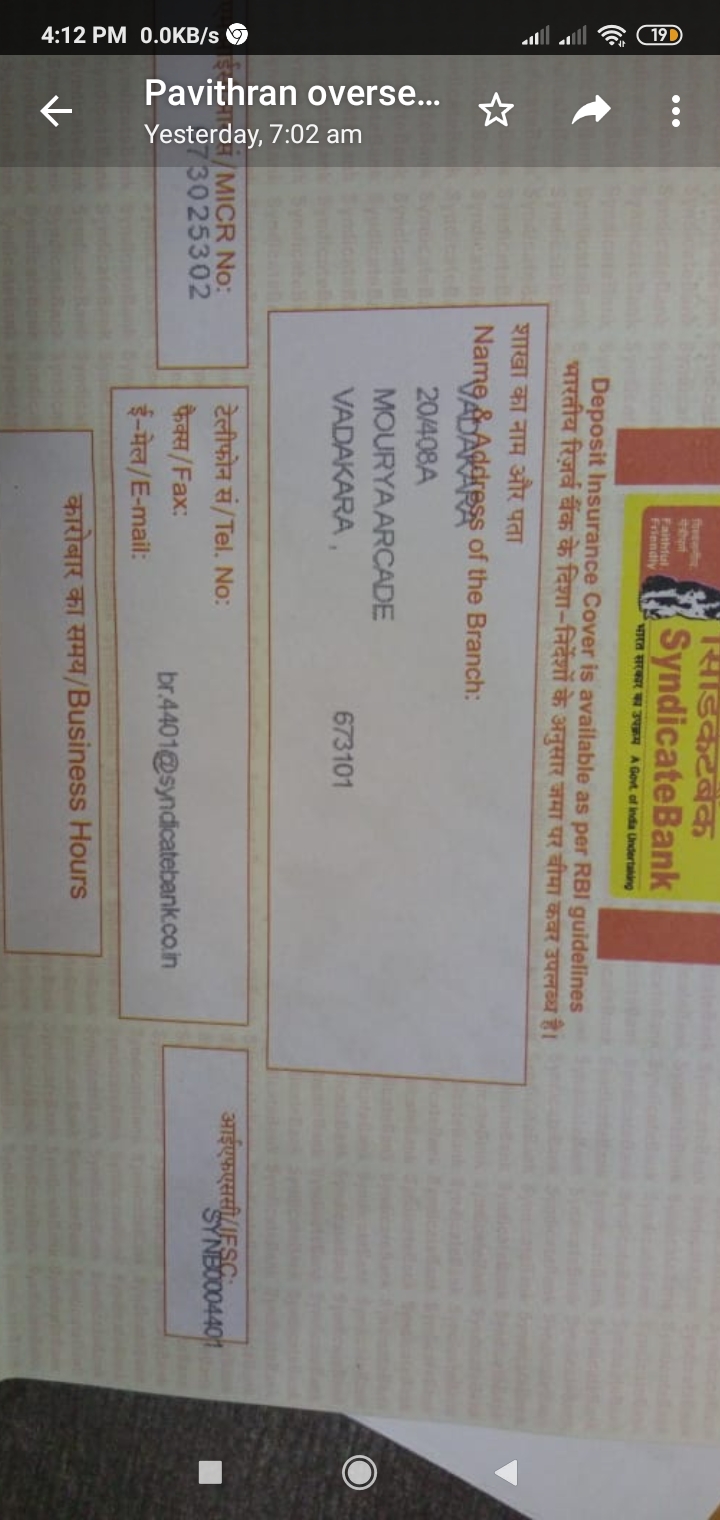 4:12 PM 0.0KB/s
19
Pavithran overse...
Yesterday, 7:02 am
सिंडिकेटबैंक
SyndicateBank
भारत सरकार का उपक्रम A Govt. of India Undertaking
Faithful
Friendly
Deposit Insurance Cover is available as per RBI guidelines
भारतीय रिज़र्व बैंक के दिशा-निर्देशों के अनुसार जमा पर बीमा कवर उपलब्ध है।
शाखा का नाम और पता
Name & Address of the Branch:
VADAKARA
20/408A
MOURYA ARCADE
VADAKARA , 673101
/MICR No:
73025302
टेलीफोन सं/Tel. No:
फैक्स/Fax:
ई-मेल/E-mail: br.4401@syndicatebank.co.in
आईएफएससी/IFSC:
SYNB0004401
कारोबार का समय/Business Hours